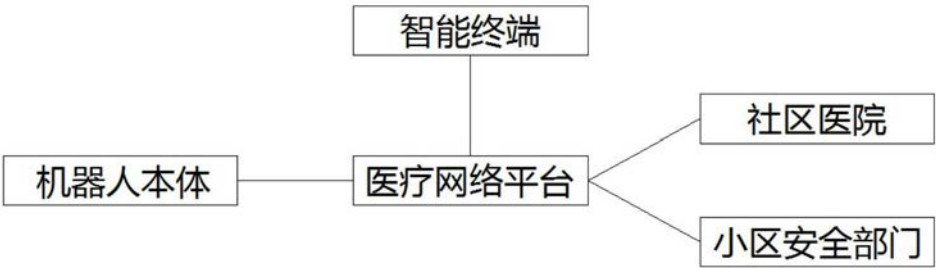 智能终端
社区医院
机器人本体
医疗网络平台
小区安全部门